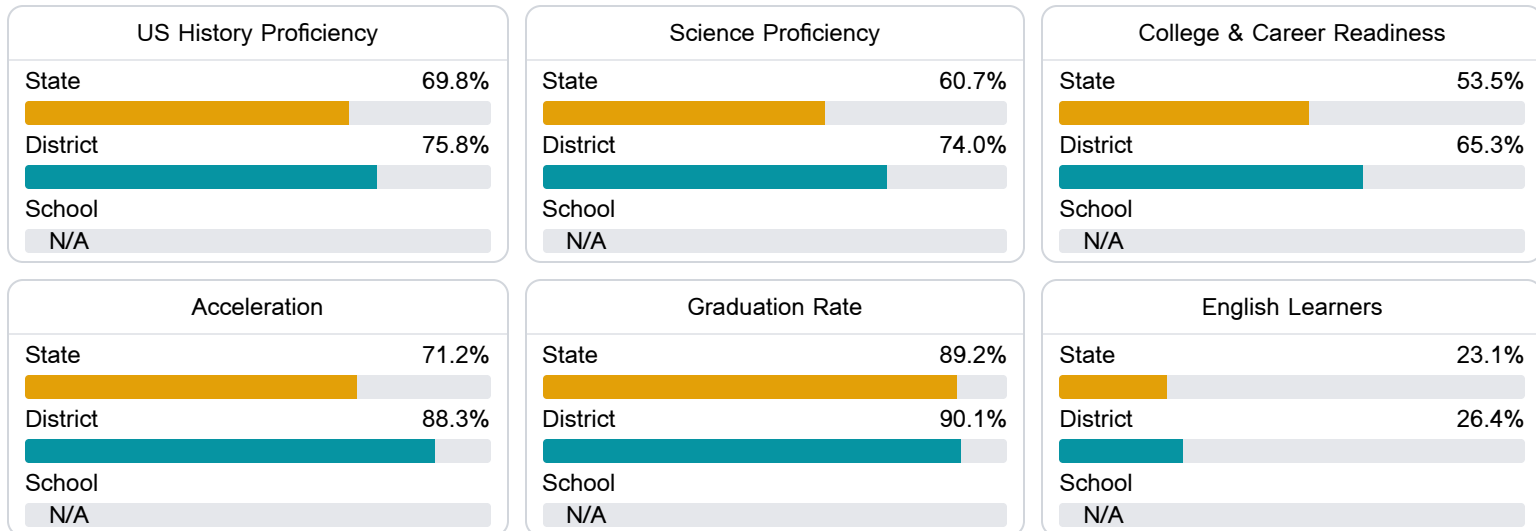 US History Proficiency
State 69.8%
District 75.8%
School
N/A
Science Proficiency
State 60.7%
District 74.0%
School
N/A
College & Career Readiness
State 53.5%
District 65.3%
School
N/A
Acceleration
State 71.2%
District 88.3%
School
N/A
Graduation Rate
State 89.2%
District 90.1%
School
N/A
English Learners
State 23.1%
District 26.4%
School
N/A